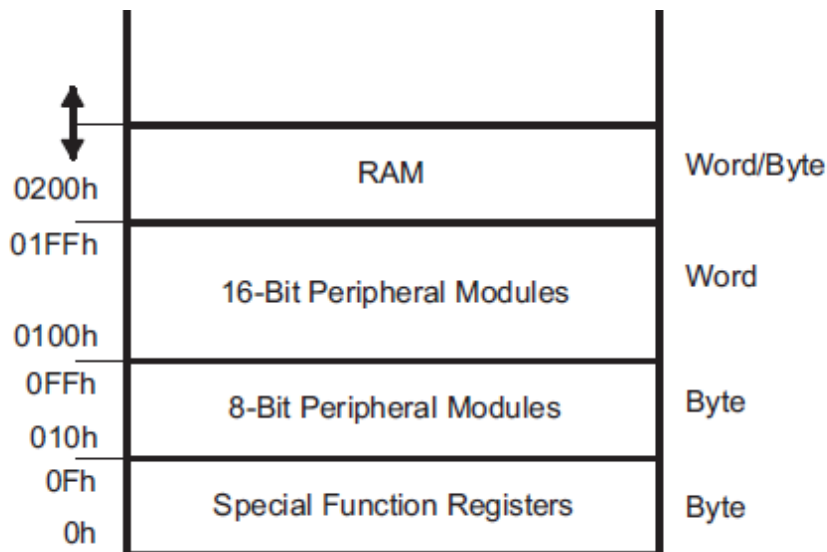 RAM
Word/Byte
0200h
01FFh
16-Bit Peripheral Modules
Word
0100h
0FFh
8-Bit Peripheral Modules
Byte
010h
0Fh
Special Function Registers
Byte
0h